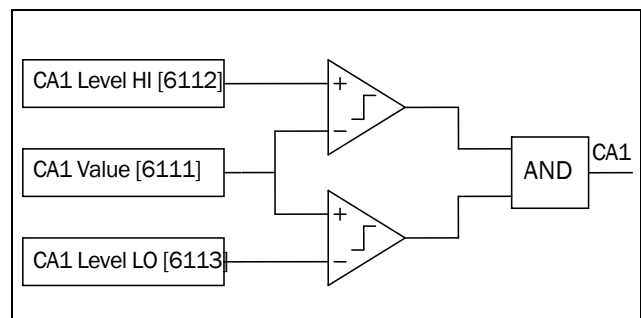 CA1 Level HI [6112]
+
−
CA1 Value [6111]
AND
CA1
+
−
CA1 Level LO [6113]